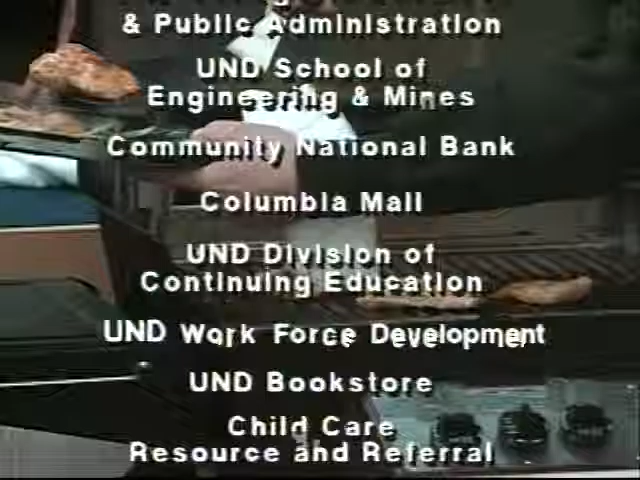 & Public Administration
UND School of
Engineering & Mines
Community National Bank
Columbia Mall
UND Division of
Continuing Education
UND Work Force Development
UND Bookstore
Child Care
Resource and Referral